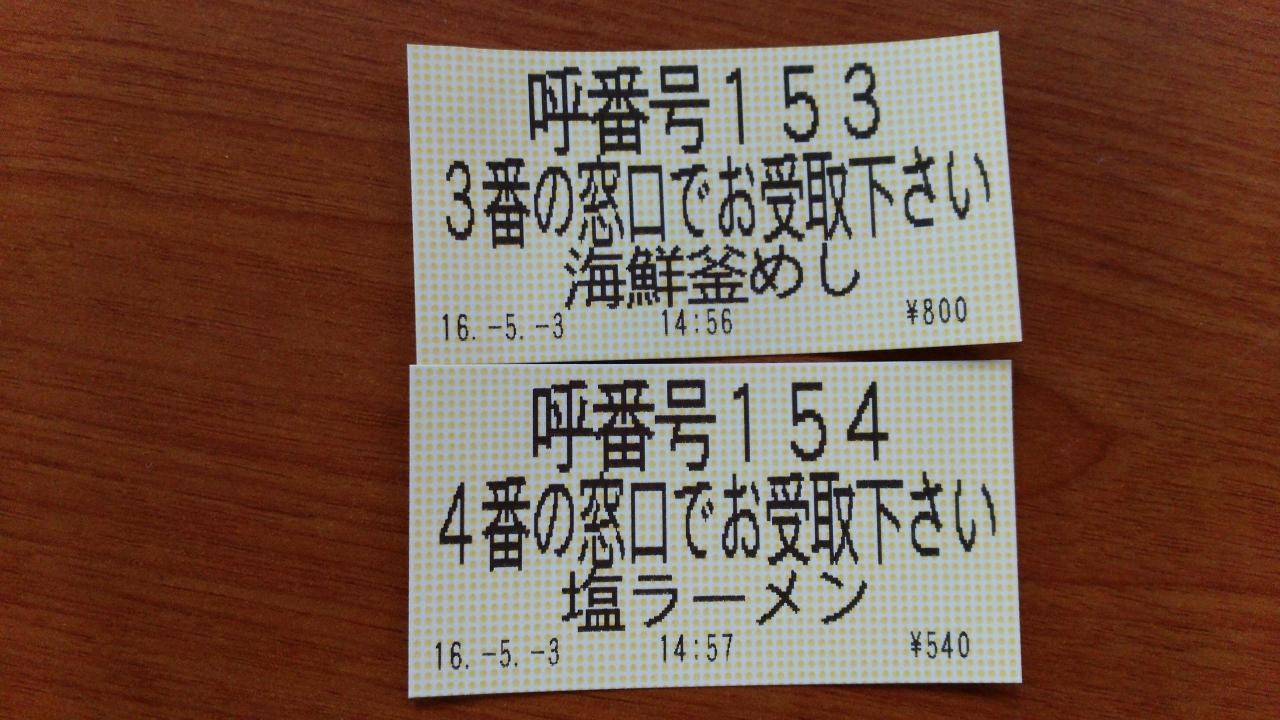 呼番号153
3番の窓口でお受取下さい
海鮮釜めし
16.-5.-3 14:56 ¥800
呼番号154
4番の窓口でお受取下さい
塩ラーメン
16.-5.-3 14:57 ¥540